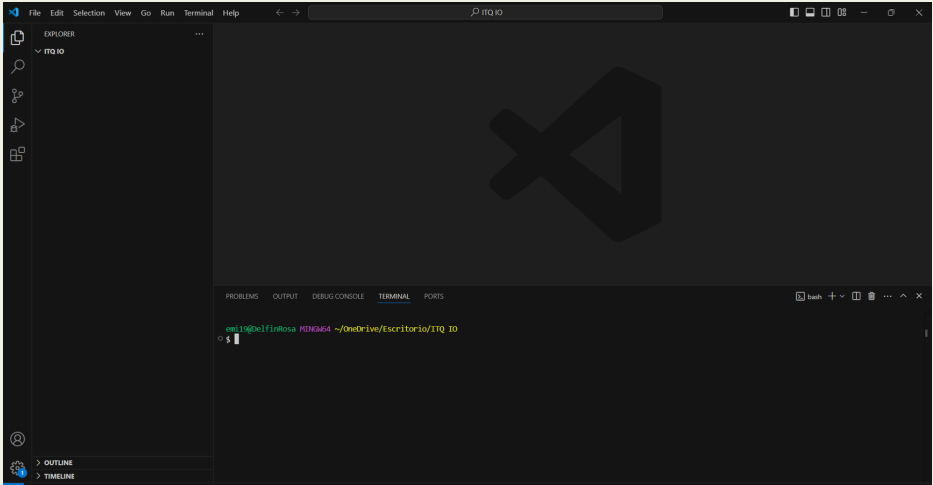 File Edit Selection View Go Run Terminal Help ITQ IO
EXPLORER
ITQ IO
PROBLEMS OUTPUT DEBUG CONSOLE TERMINAL PORTS bash
emi19@DelfinRosa MINGW64 ~/OneDrive/Escritorio/ITQ IO
$
OUTLINE
1
TIMELINE